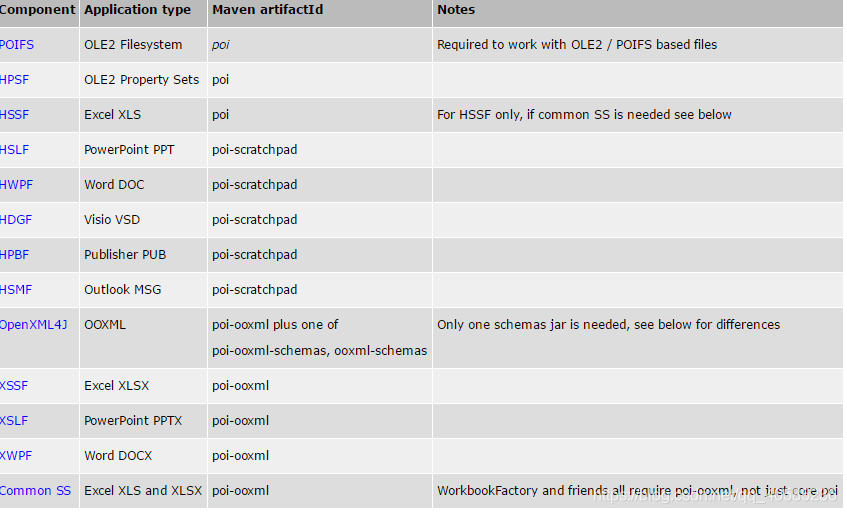 Component Application type Maven artifactId Notes
POIFS OLE2 Filesystem poi Required to work with OLE2 / POIFS based files
HPSF OLE2 Property Sets poi
HSSF Excel XLS poi For HSSF only, if common SS is needed see below
HSLF PowerPoint PPT poi-scratchpad
HWPF Word DOC poi-scratchpad
HDGF Visio VSD poi-scratchpad
HPBF Publisher PUB poi-scratchpad
HSMF Outlook MSG poi-scratchpad
OpenXML4J OOXML poi-ooxml plus one of Only one schemas jar is needed, see below for differences
poi-ooxml-schemas, ooxml-schemas
XSSF Excel XLSX poi-ooxml
XSLF PowerPoint PPTX poi-ooxml
XWPF Word DOCX poi-ooxml
Common SS Excel XLS and XLSX poi-ooxml WorkbookFactory and friends all require poi-ooxml, not just core poi